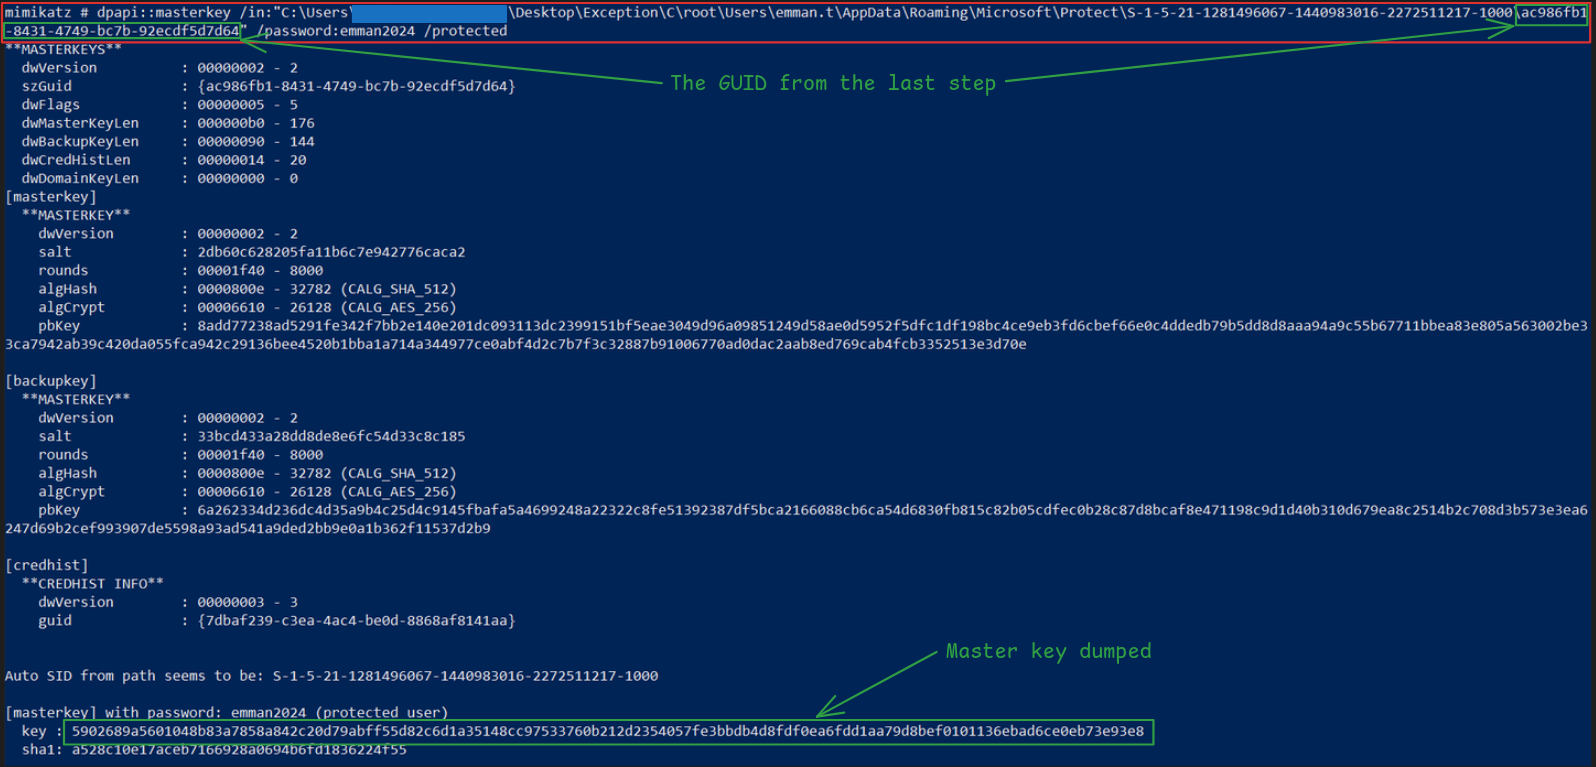 mimikatz # dpapi::masterkey /in:"C:\Users\ \Desktop\Exception\C\root\Users\emman.t\AppData\Roaming\Microsoft\Protect\S-1-5-21-1281496067-1440983016-2272511217-1000\ac986fb1
-8431-4749-bc7b-92ecdf5d7d64" /password:emman2024 /protected
**MASTERKEYS**
dwVersion : 00000002 - 2
szGuid : {ac986fb1-8431-4749-bc7b-92ecdf5d7d64}
The GUID from the last step
dwFlags : 00000005 - 5
dwMasterKeyLen : 000000b0 - 176
dwBackupKeyLen : 00000090 - 144
dwCredHistLen : 00000014 - 20
dwDomainKeyLen : 00000000 - 0
[masterkey]
**MASTERKEY**
dwVersion : 00000002 - 2
salt : 2db60c628205fa11b6c7e942776caca2
rounds : 00001f40 - 8000
algHash : 0000800e - 32782 (CALG_SHA_512)
algCrypt : 00006610 - 26128 (CALG_AES_256)
pbKey : 8add77238ad5291fe342f7bb2e140e201dc093113dc2399151bf5eae3049d96a09851249d58ae0d5952f5dfc1df198bc4ce9eb3fd6cbef66e0c4ddedb79b5dd8d8aaa94a9c55b67711bbea83e805a563002be3
3ca7942ab39c420da055fca942c29136bee4520b1bba1a714a344977ce0abf4d2c7b7f3c32887b91006770ad0dac2aab8ed769cab4fcb3352513e3d70e
[backupkey]
**MASTERKEY**
dwVersion : 00000002 - 2
salt : 33bcd433a28dd8de8e6fc54d33c8c185
rounds : 00001f40 - 8000
algHash : 0000800e - 32782 (CALG_SHA_512)
algCrypt : 00006610 - 26128 (CALG_AES_256)
pbKey : 6a262334d236dc4d35a9b4c25d4c9145fbafa5a4699248a22322c8fe51392387df5bca2166088cb6ca54d6830fb815c82b05cdfec0b28c87d8bcaf8e471198c9d1d40b310d679ea8c2514b2c708d3b573e3ea6
247d69b2cef993907de5598a93ad541a9ded2bb9e0a1b362f11537d2b9
[credhist]
**CREDHIST INFO**
dwVersion : 00000003 - 3
guid : {7dbaf239-c3ea-4ac4-be0d-8868af8141aa}
Master key dumped
Auto SID from path seems to be: S-1-5-21-1281496067-1440983016-2272511217-1000
[masterkey] with password: emman2024 (protected user)
key : 5902689a5601048b83a7858a842c20d79abff55d82c6d1a35148cc97533760b212d2354057fe3bbdb4d8fdf0ea6fdd1aa79d8bef0101136ebad6ce0eb73e93e8
sha1: a528c10e17aceb7166928a0694b6fd1836224f55